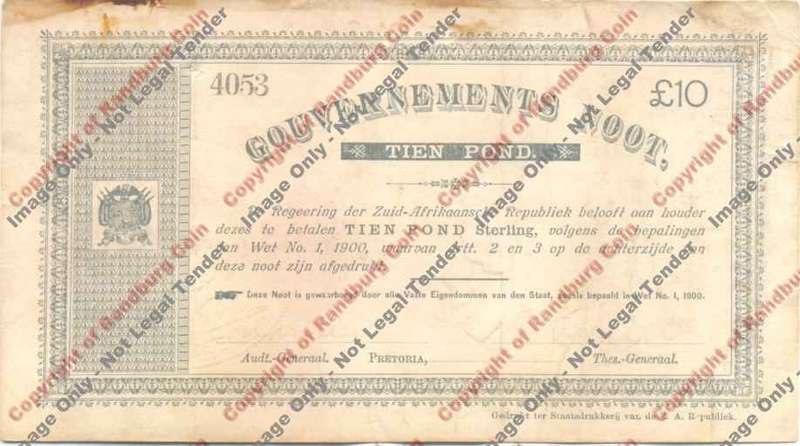 4053
£10
GOUVERNEMENTS NOOT,
TIEN POND.
Regeering der Zuid-Afrikaansche Republiek belooft aan houder
dezes te betalen TIEN POND Sterling, volgens de bepalingen
van Wet No. 1, 1900, waarvan Artt. 2 en 3 op de achterzijde van
deze noot zijn afgedrukt.
Deze Noot is gewaarborgd door alle Vaste Eigendommen van den Staat, zooals bepaald in Wet No. 1, 1900.
Audt.-Generaal. PRETORIA, Thes.-Generaal.
Gedrukt ter Staatsdrukkerij van de Z. A. Republiek.
Copyright of Randburg Coin
Image Only - Not Legal Tender